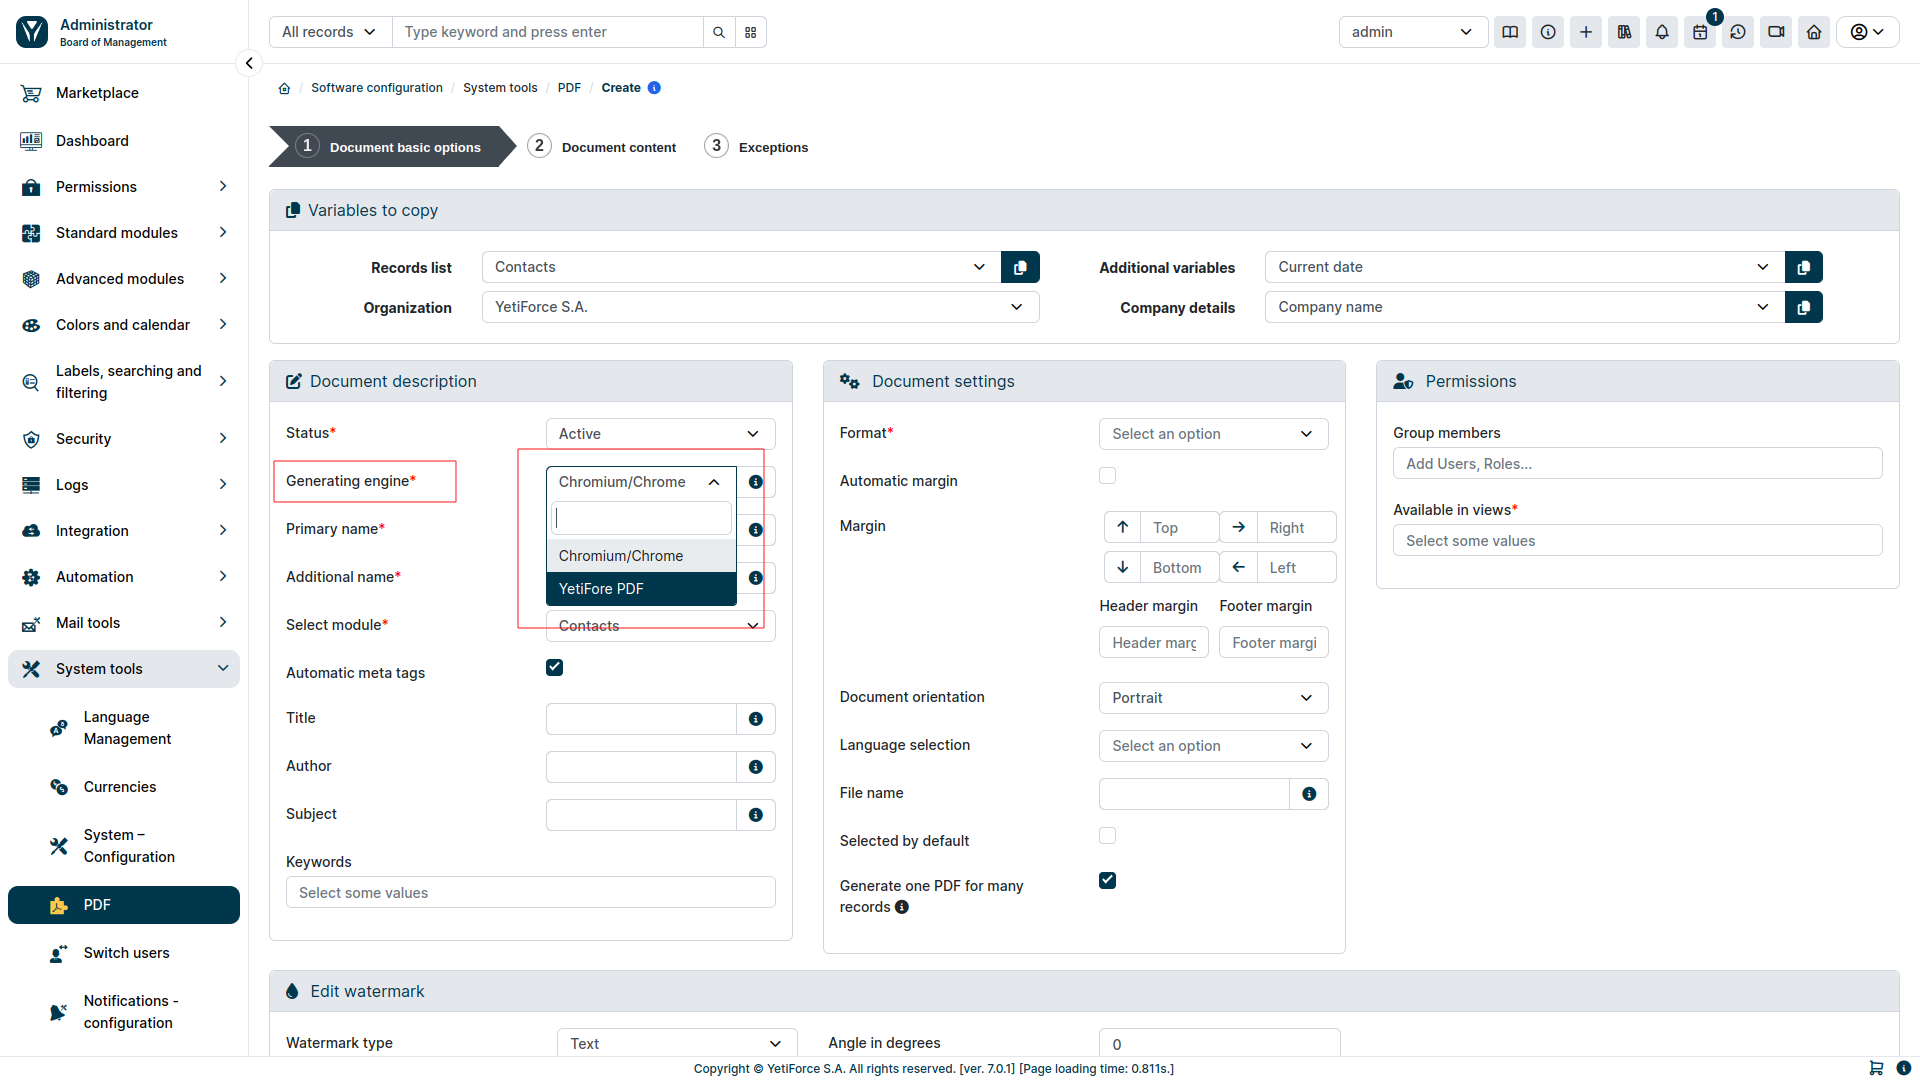 Administrator
Board of Management
All records
Type keyword and press enter
admin
1
Marketplace
Dashboard
Permissions
Standard modules
Advanced modules
Colors and calendar
Labels, searching and
filtering
Security
Logs
Integration
Automation
Mail tools
System tools
Language
Management
Currencies
System –
Configuration
PDF
Switch users
Notifications -
configuration
/ Software configuration / System tools / PDF / Create
1 Document basic options
2 Document content
3 Exceptions
Variables to copy
Records list
Contacts
Additional variables
Current date
Organization
YetiForce S.A.
Company details
Company name
Document description
Status*
Active
Generating engine*
Chromium/Chrome
Chromium/Chrome
YetiFore PDF
Primary name*
Additional name*
Select module*
Contacts
Automatic meta tags
Title
Author
Subject
Keywords
Select some values
Document settings
Format*
Select an option
Automatic margin
Margin
Top
Right
Bottom
Left
Header margin
Footer margin
Header marg
Footer margi
Document orientation
Portrait
Language selection
Select an option
File name
Selected by default
Generate one PDF for many
records
Permissions
Group members
Add Users, Roles...
Available in views*
Select some values
Edit watermark
Watermark type
Text
Angle in degrees
0
Copyright © YetiForce S.A. All rights reserved. [ver. 7.0.1] [Page loading time: 0.811s.]